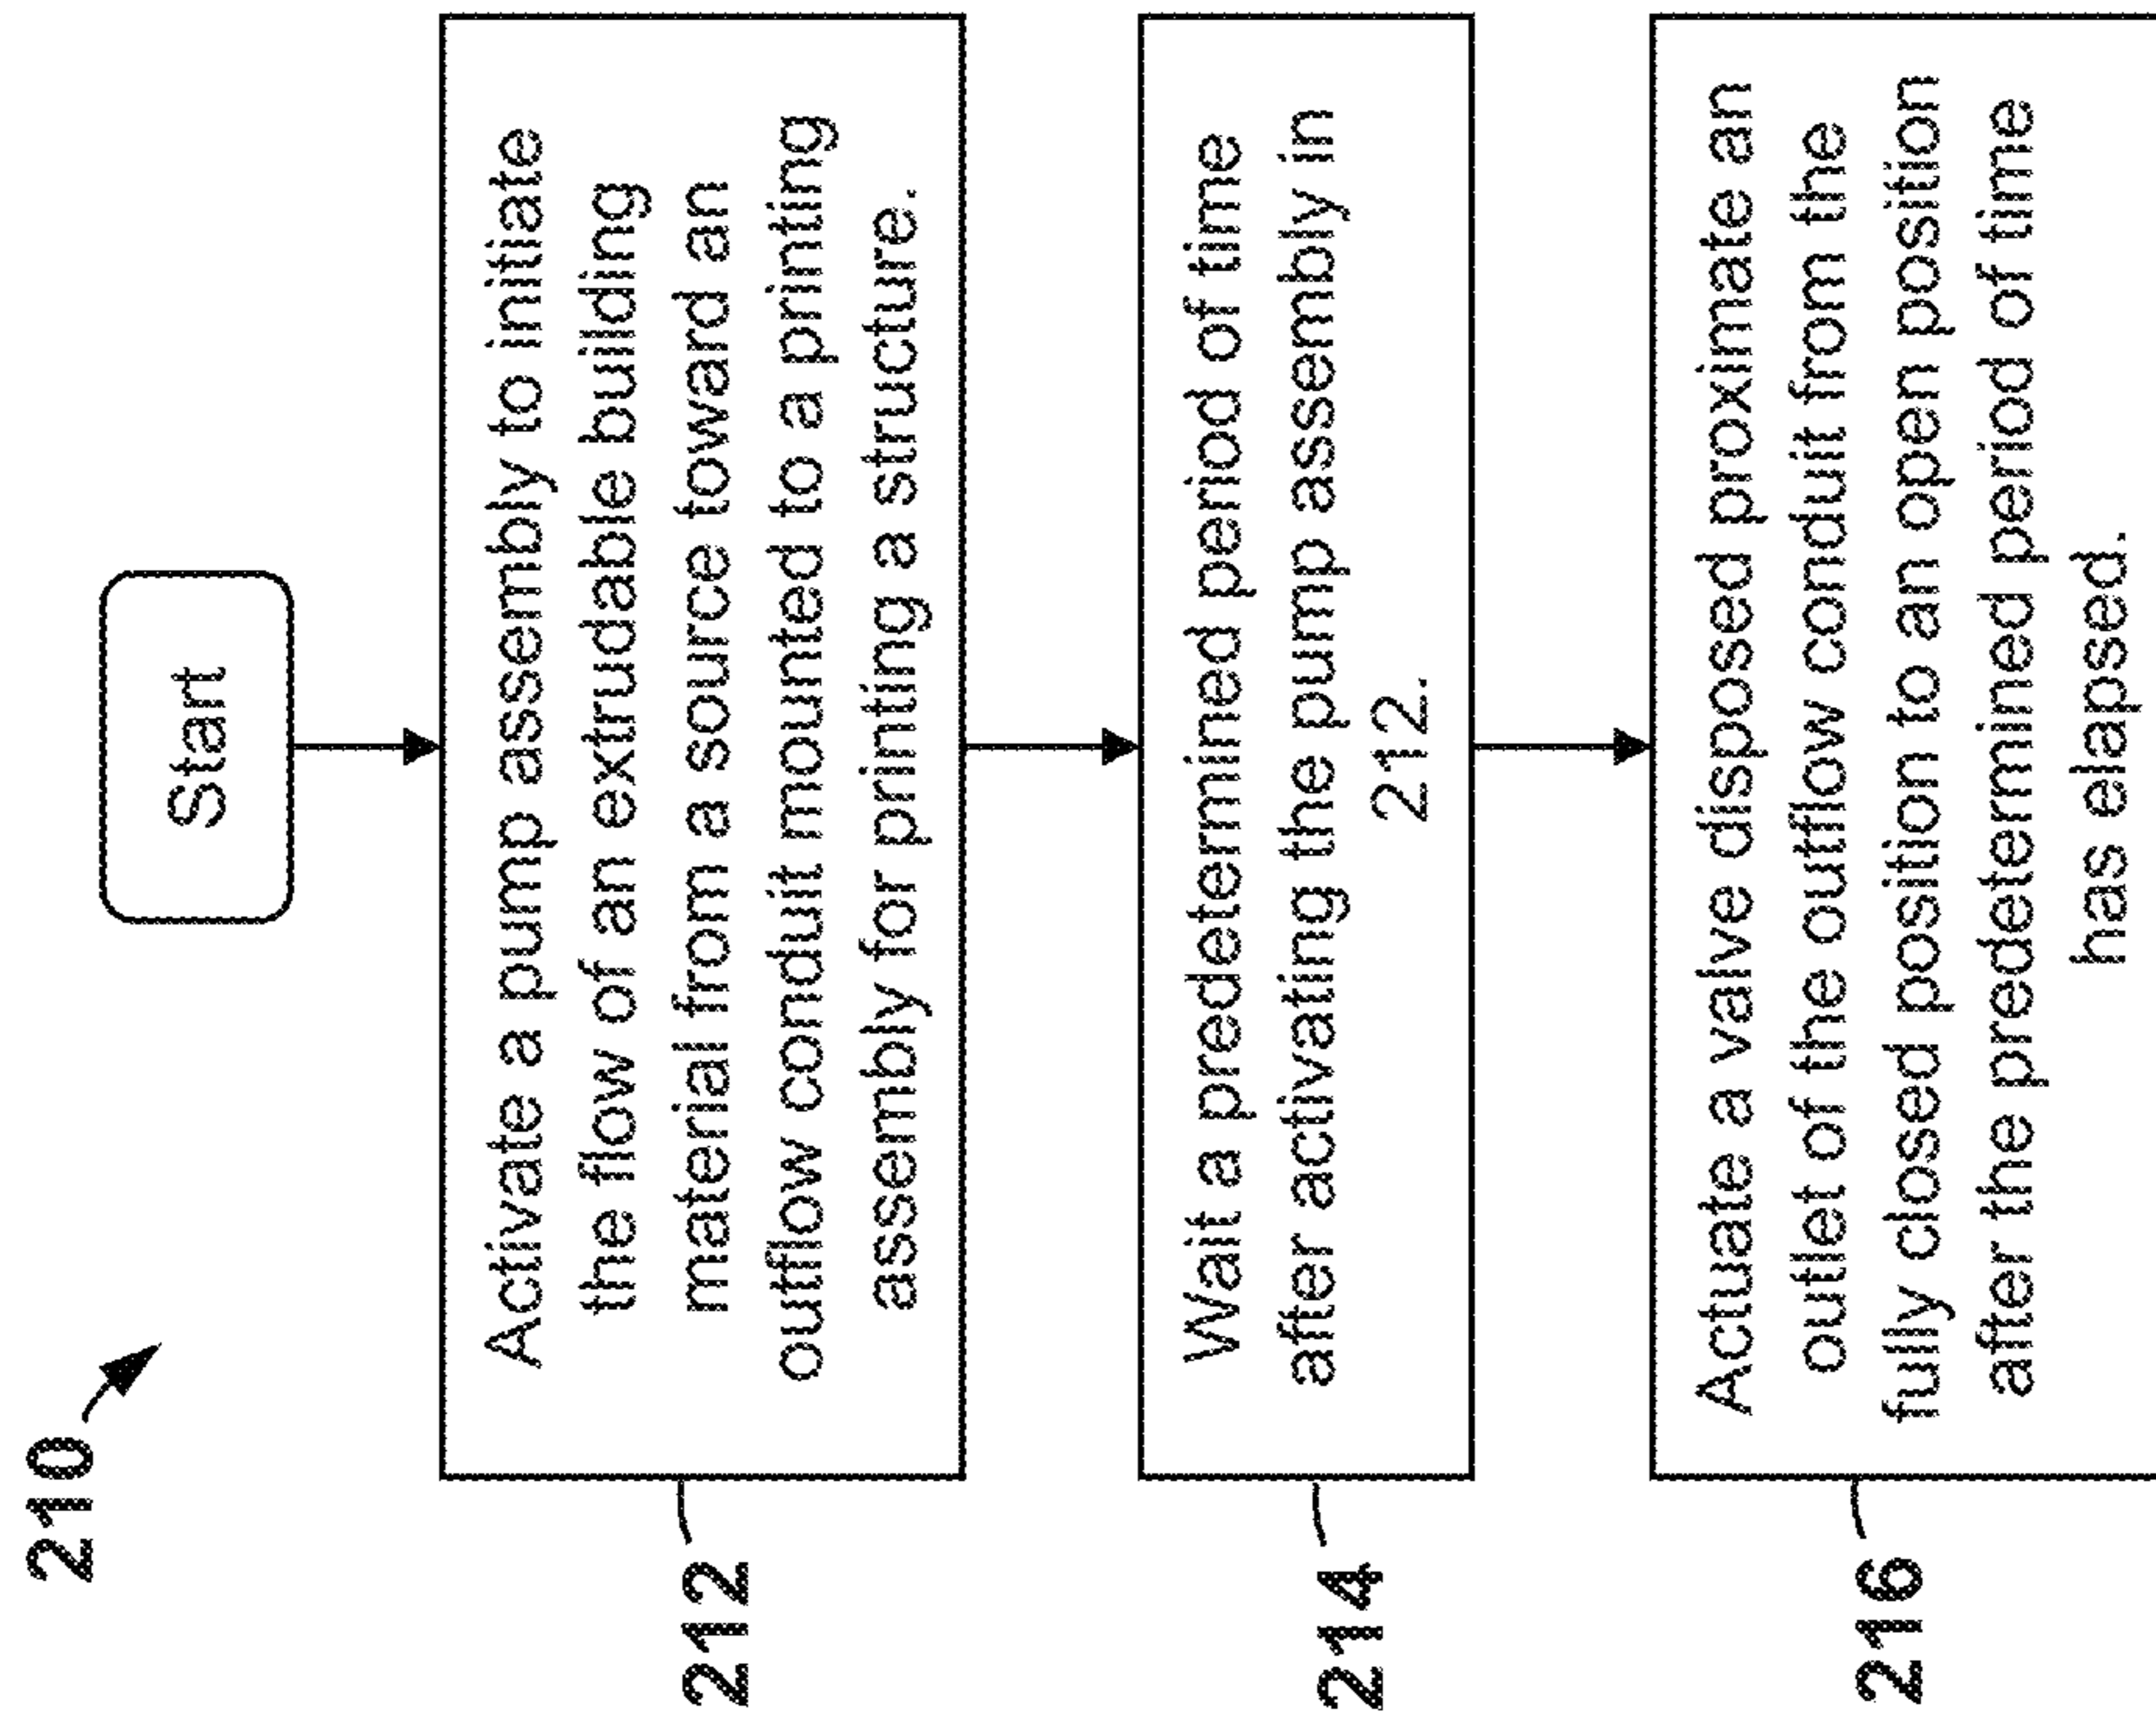 210
Start
212
Activate a pump assembly to initiate
the flow of an extrudable building
material from a source toward an
outflow conduit mounted to a printing
assembly for printing a structure.
214
Wait a predetermined period of time
after activating the pump assembly in
212.
216
Actuate a valve disposed proximate an
outlet of the outflow conduit from the
fully closed position to an open position
after the predetermined period of time
has elapsed.